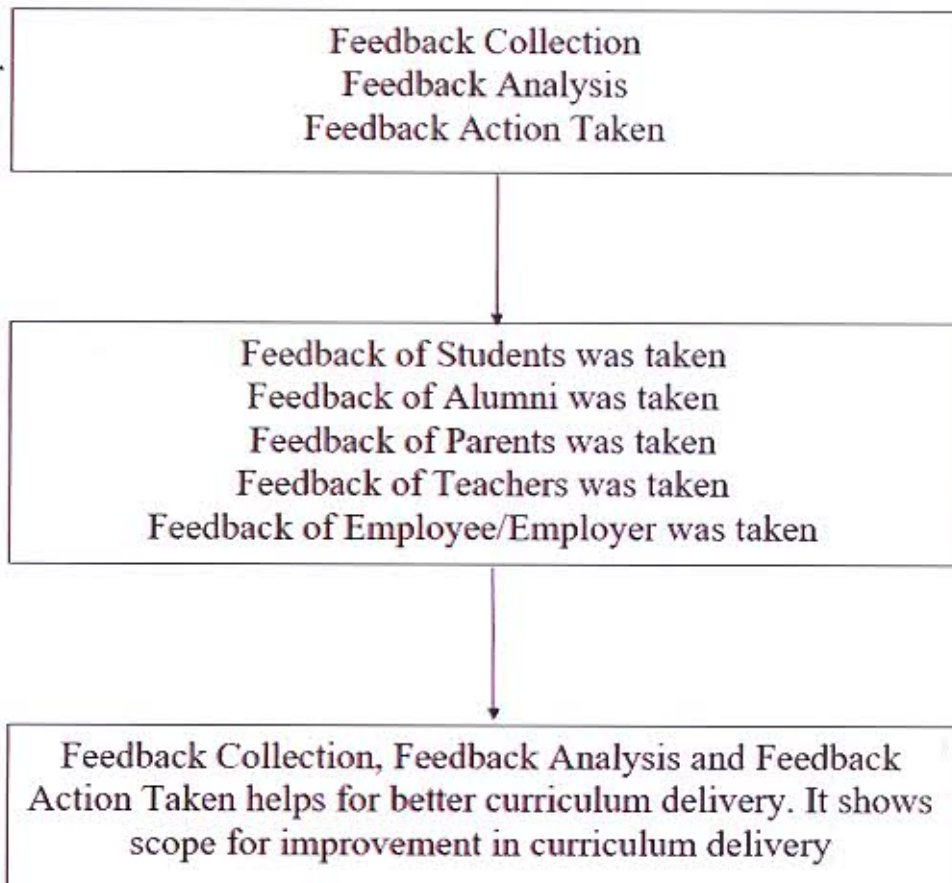 Feedback Collection
Feedback Analysis
Feedback Action Taken
Feedback of Students was taken
Feedback of Alumni was taken
Feedback of Parents was taken
Feedback of Teachers was taken
Feedback of Employee/Employer was taken
Feedback Collection, Feedback Analysis and Feedback
Action Taken helps for better curriculum delivery. It shows
scope for improvement in curriculum delivery